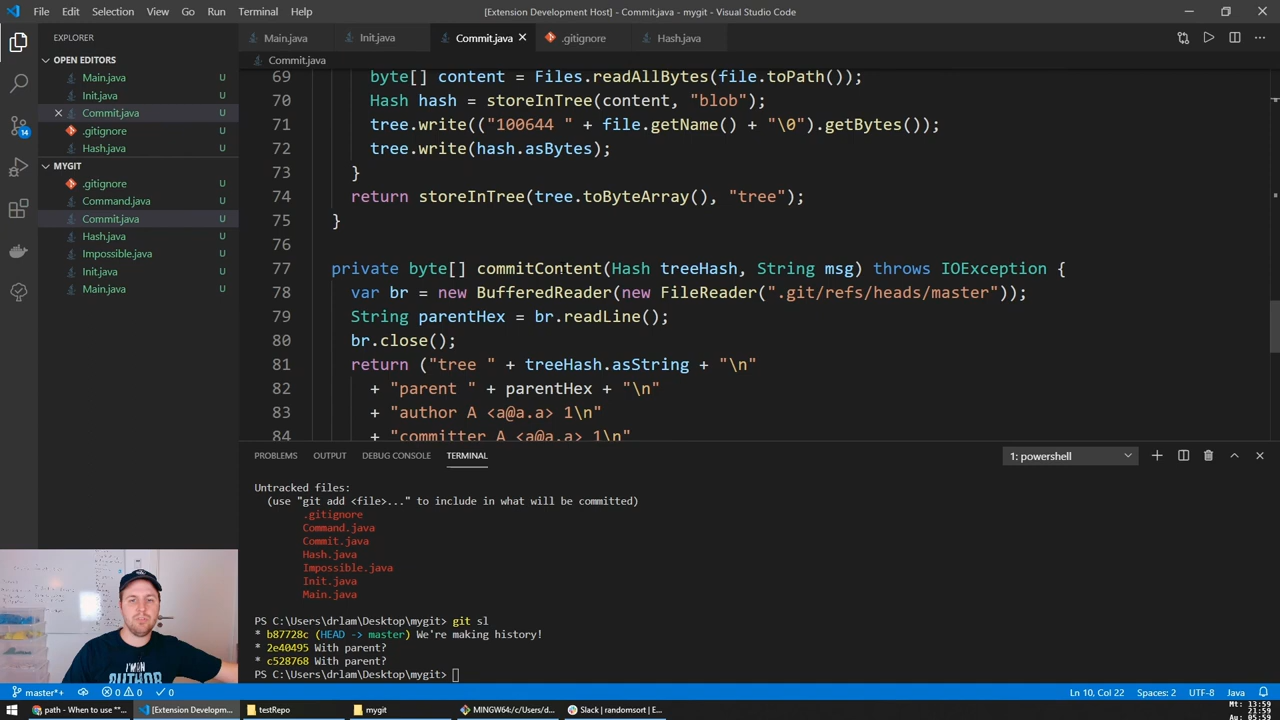 File Edit Selection View Go Run Terminal Help
[Extension Development Host] - Commit.java - mygit - Visual Studio Code
EXPLORER
OPEN EDITORS
Main.java U
Init.java U
Commit.java U
.gitignore U
Hash.java U
MYGIT
.gitignore U
Command.java U
Commit.java U
Hash.java U
Impossible.java U
Init.java U
Main.java U
14
Main.java Init.java Commit.java .gitignore Hash.java
Commit.java
69 byte[] content = Files.readAllBytes(file.toPath());
70 Hash hash = storeInTree(content, "blob");
71 tree.write(("100644 " + file.getName() + "\0").getBytes());
72 tree.write(hash.asBytes);
73 }
74 return storeInTree(tree.toByteArray(), "tree");
75 }
76
77 private byte[] commitContent(Hash treeHash, String msg) throws IOException {
78 var br = new BufferedReader(new FileReader(".git/refs/heads/master"));
79 String parentHex = br.readLine();
80 br.close();
81 return ("tree " + treeHash.asString + "\n"
82 + "parent " + parentHex + "\n"
83 + "author A <a@a.a> 1\n"
84 + "committer A <a@a.a> 1\n"
PROBLEMS OUTPUT DEBUG CONSOLE TERMINAL
1: powershell
Untracked files:
(use "git add <file>..." to include in what will be committed)
.gitignore
Command.java
Commit.java
Hash.java
Impossible.java
Init.java
Main.java
PS C:\Users\drlam\Desktop\mygit> git sl
* b87728c (HEAD -> master) We're making history!
* 2e40495 With parent?
* c528768 With parent?
PS C:\Users\drlam\Desktop\mygit>
I'M AN
AUTHOR
master*+ 0 0 0
Ln 10, Col 22 Spaces: 2 UTF-8 Java
path - When to use "... [Extension Developm... testRepo mygit MINGW64:/c/Users/d... Slack | randomsort | E...
Mt: 13:59
21:59